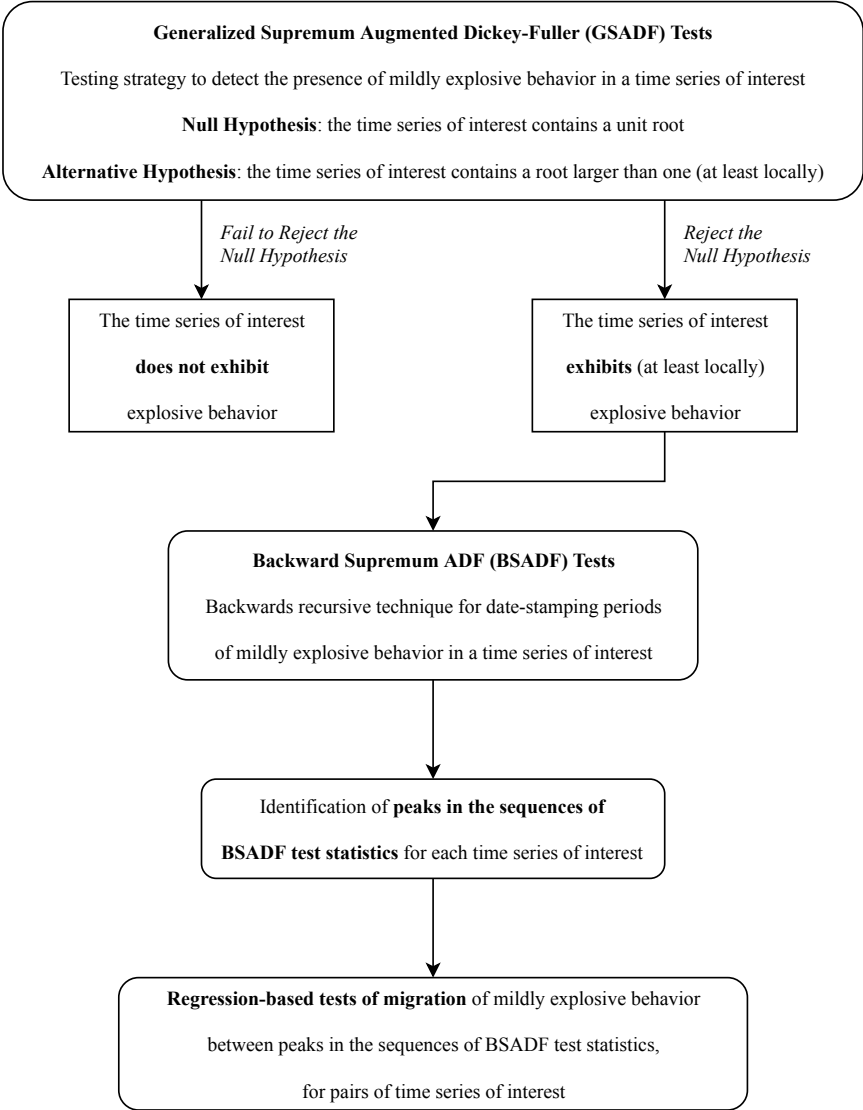 Generalized Supremum Augmented Dickey-Fuller (GSADF) Tests
Testing strategy to detect the presence of mildly explosive behavior in a time series of interest
Null Hypothesis: the time series of interest contains a unit root
Alternative Hypothesis: the time series of interest contains a root larger than one (at least locally)
Fail to Reject the
Null Hypothesis
Reject the
Null Hypothesis
The time series of interest
does not exhibit
explosive behavior
The time series of interest
exhibits (at least locally)
explosive behavior
Backward Supremum ADF (BSADF) Tests
Backwards recursive technique for date-stamping periods
of mildly explosive behavior in a time series of interest
Identification of peaks in the sequences of
BSADF test statistics for each time series of interest
Regression-based tests of migration of mildly explosive behavior
between peaks in the sequences of BSADF test statistics,
for pairs of time series of interest